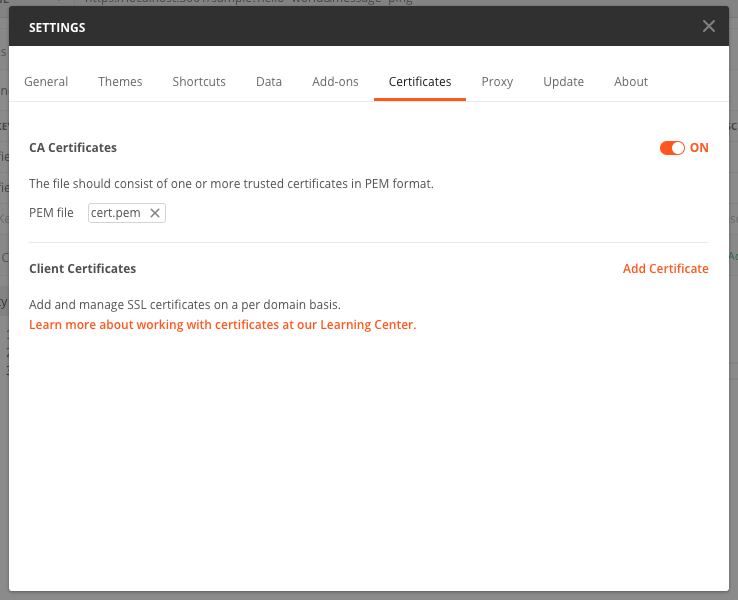 SETTINGS
General Themes Shortcuts Data Add-ons Certificates Proxy Update About
CA Certificates ON
The file should consist of one or more trusted certificates in PEM format.
PEM file cert.pem
Client Certificates Add Certificate
Add and manage SSL certificates on a per domain basis.
Learn more about working with certificates at our Learning Center.